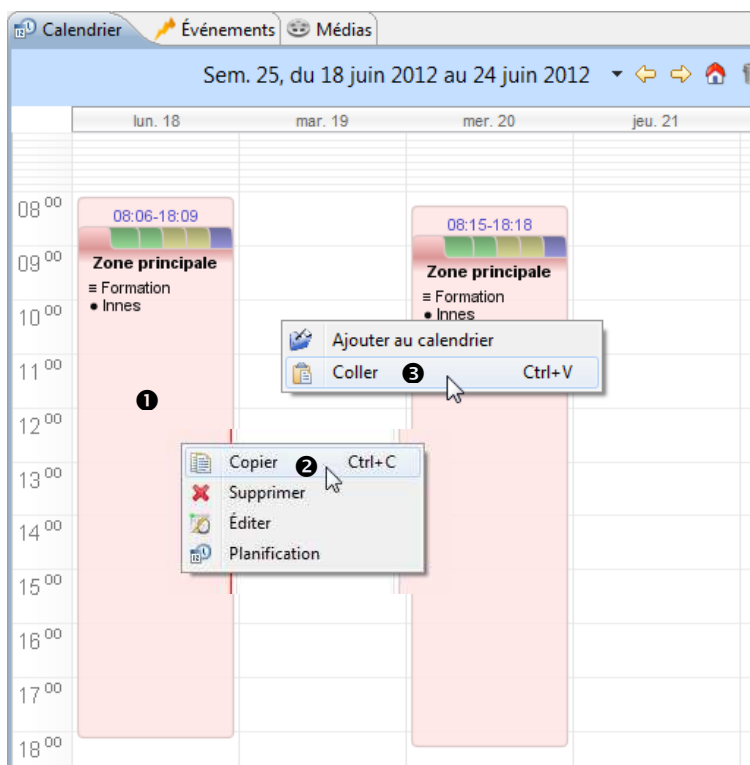 Calendrier Événements Médias
Sem. 25, du 18 juin 2012 au 24 juin 2012
lun. 18 mar. 19 mer. 20 jeu. 21
08 00
08:06-18:09
08:15-18:18
09 00
Zone principale
Zone principale
≡ Formation
≡ Formation
● Innes
● Innes
10 00
Ajouter au calendrier
11 00
Coller ❸ Ctrl+V
❶
12 00
Copier ❷ Ctrl+C
13 00
Supprimer
14 00
Éditer
Planification
15 00
16 00
17 00
18 00